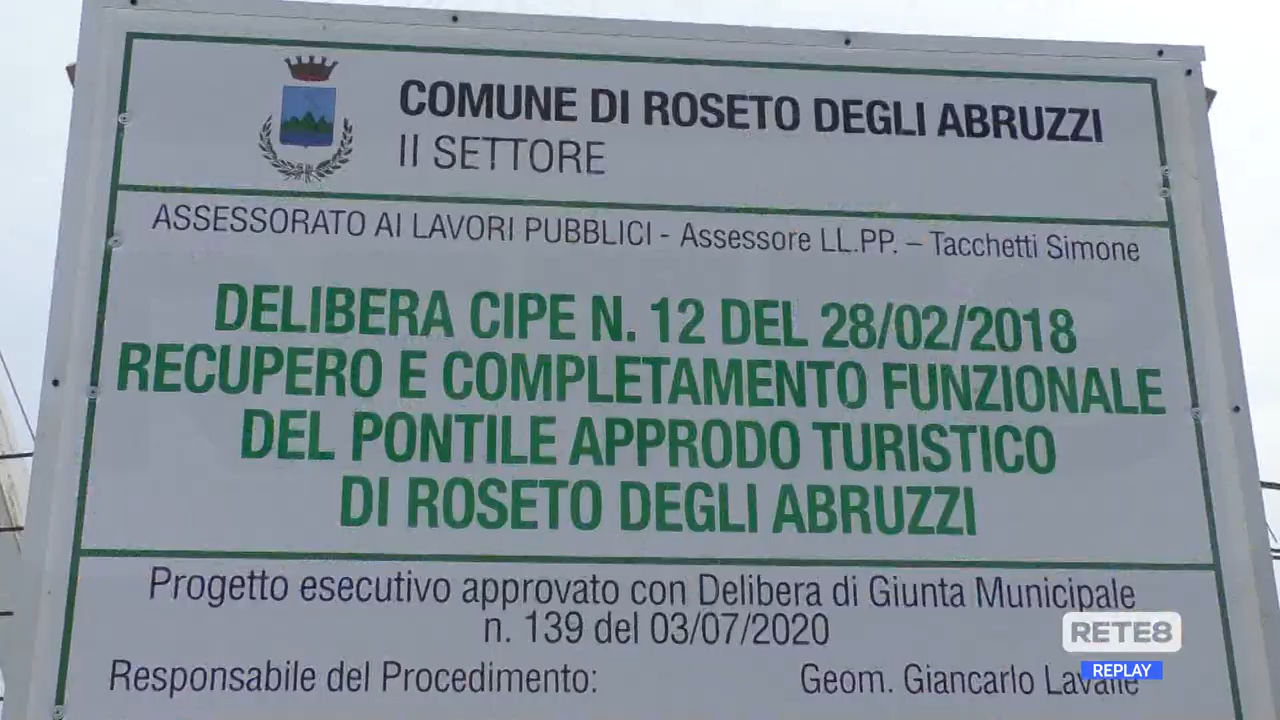 COMUNE DI ROSETO DEGLI ABRUZZI
II SETTORE
ASSESSORATO AI LAVORI PUBBLICI - Assessore LL.PP. – Tacchetti Simone
DELIBERA CIPE N. 12 DEL 28/02/2018
RECUPERO E COMPLETAMENTO FUNZIONALE
DEL PONTILE APPRODO TURISTICO
DI ROSETO DEGLI ABRUZZI
Progetto esecutivo approvato con Delibera di Giunta Municipale
n. 139 del 03/07/2020
Responsabile del Procedimento: Geom. Giancarlo
RETE8
REPLAY